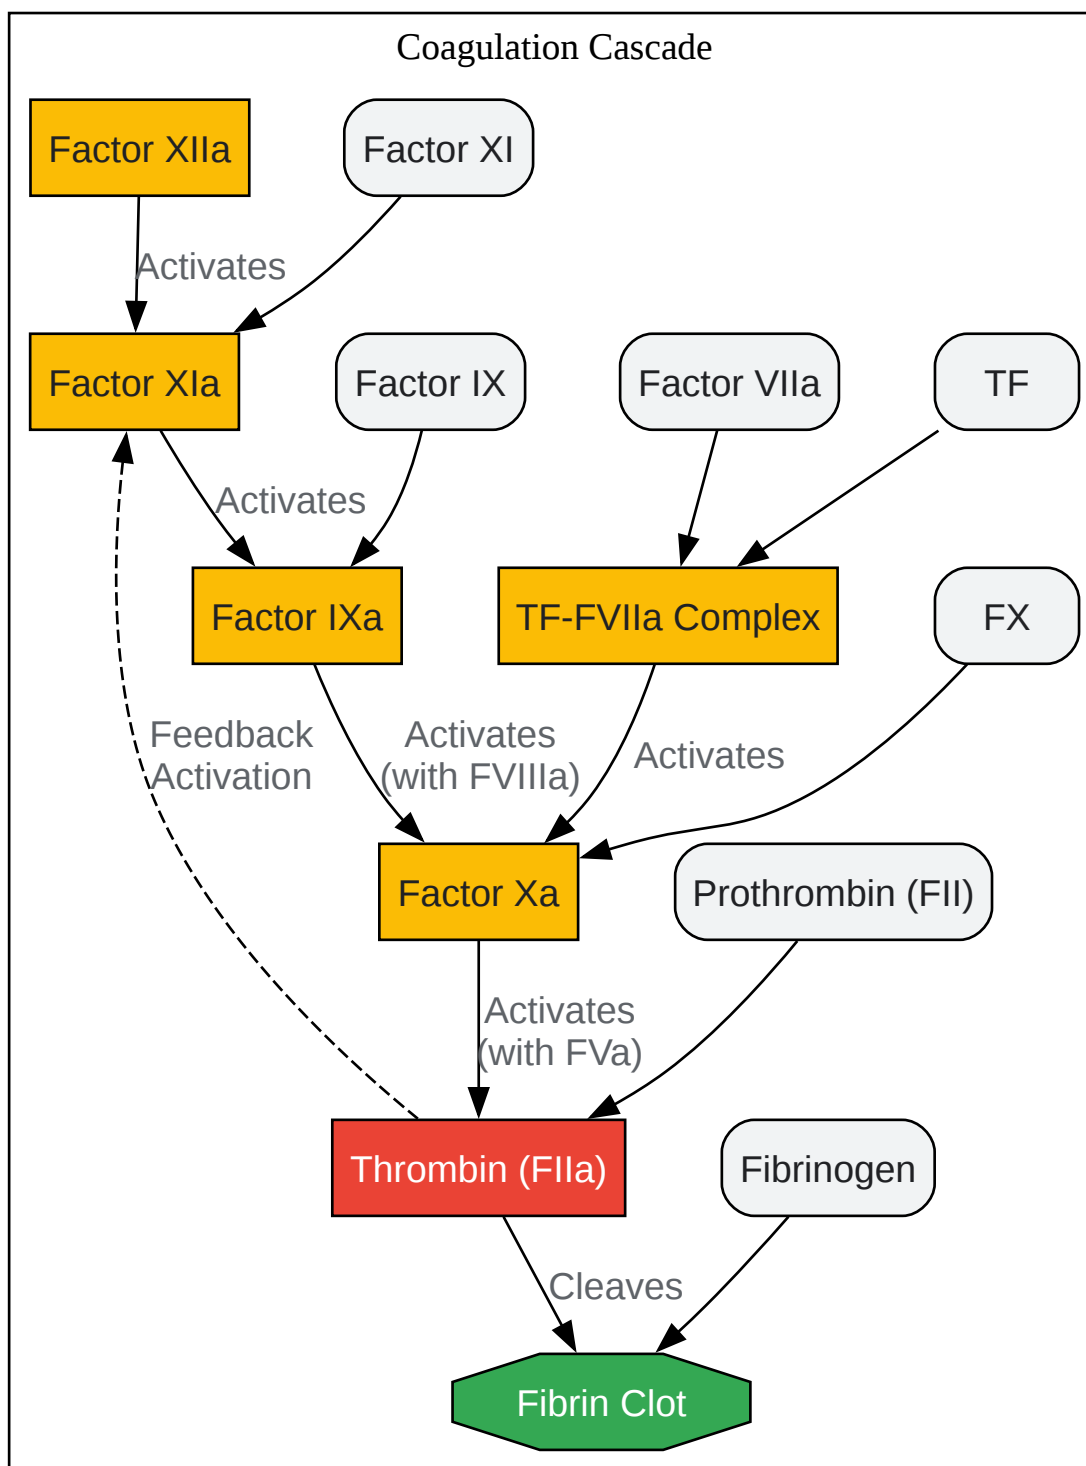 Coagulation Cascade
Factor XIIa
Factor XI
Activates
Factor XIa
Factor IX
Factor VIIa
TF
Activates
Factor IXa
TF-FVIIa Complex
FX
Feedback
Activation
Activates
(with FVIIIa)
Activates
Factor Xa
Prothrombin (FII)
Activates
(with FVa)
Thrombin (FIIa)
Fibrinogen
Cleaves
Fibrin Clot